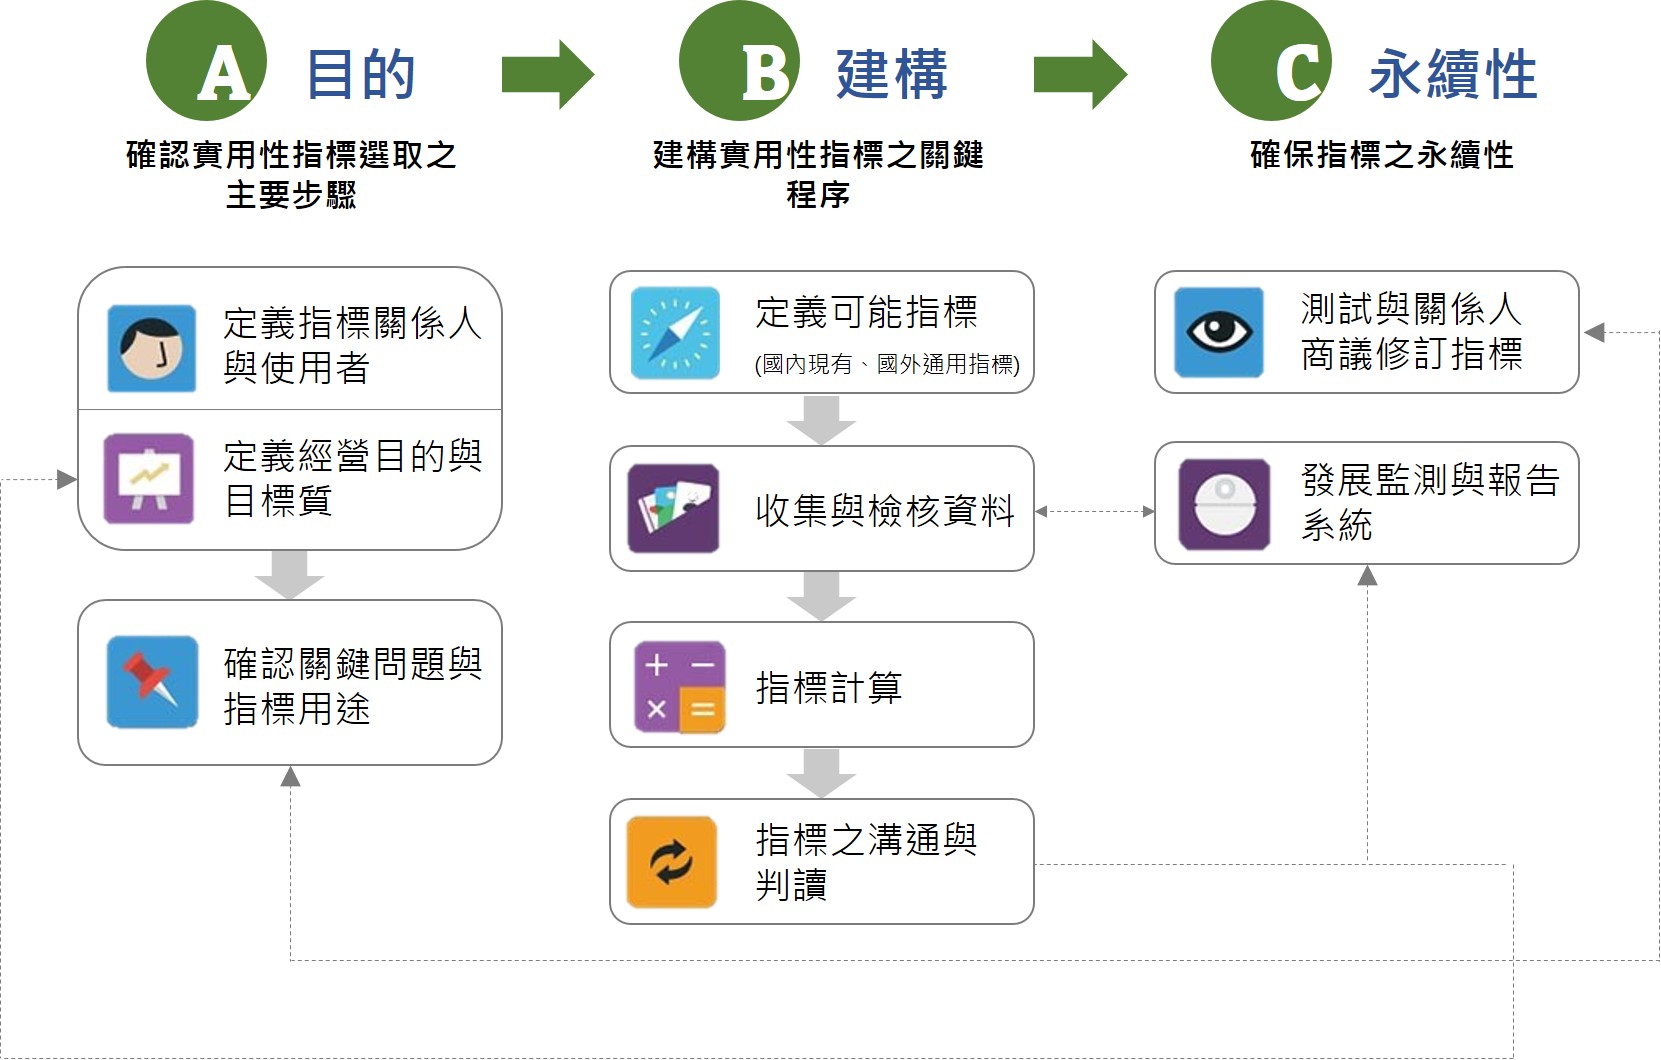 A 目的
確認實用性指標選取之
主要步驟
定義指標關係人
與使用者
定義經營目的與
目標質
確認關鍵問題與
指標用途
B 建構
建構實用性指標之關鍵
程序
定義可能指標
(國內現有、國外通用指標)
收集與檢核資料
指標計算
指標之溝通與
判讀
C 永續性
確保指標之永續性
測試與關係人
商議修訂指標
發展監測與報告
系統